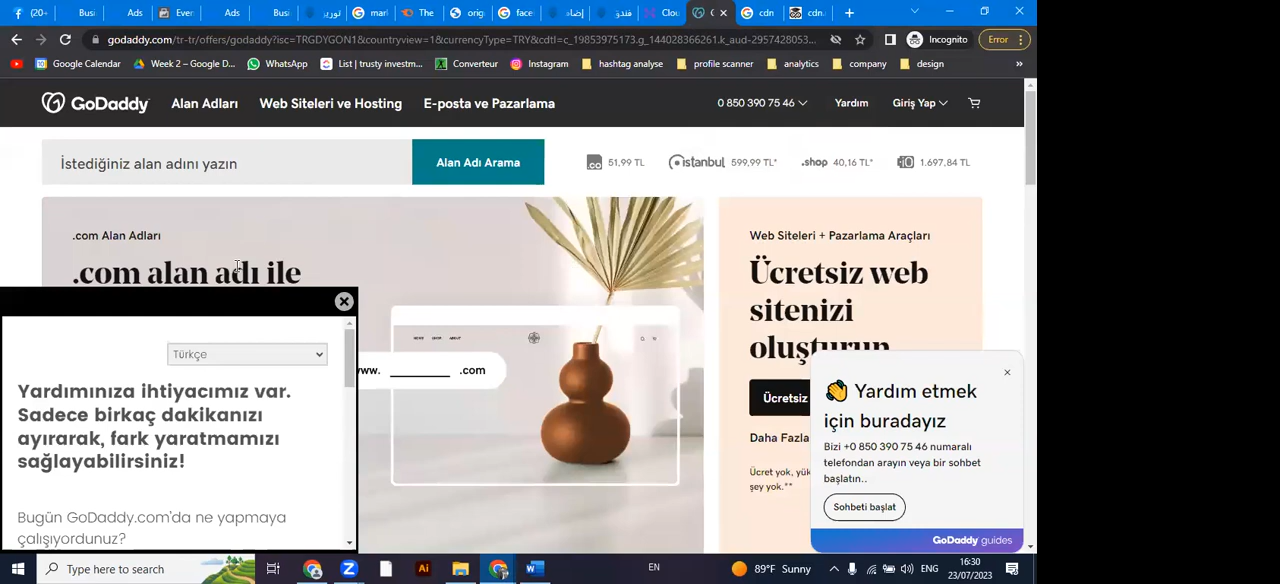 (20+
Busi
Ads
Ever
Ads
Busi
توريد
mar
The
orig
face
إضاء
فندق
Clou
G
cdn
cdn.
godaddy.com/tr-tr/offers/godaddy?isc=TRGDYGON1&countryview=1&currencyType=TRY&cdtl=c_19853975173.g_144028366261.k_aud-2957428053...
Incognito
Error
Google Calendar
Week 2 – Google D...
WhatsApp
List | trusty investm...
Converteur
Instagram
hashtag analyse
profile scanner
analytics
company
design
»
GoDaddy
Alan Adları
Web Siteleri ve Hosting
E-posta ve Pazarlama
0 850 390 75 46
Yardım
Giriş Yap
İstediğiniz alan adını yazın
Alan Adı Arama
.co 51,99 TL
istanbul 599,99 TL*
.shop 40,16 TL*
1.697,84 TL
.com Alan Adları
.com alan adı ile
www. ________ .com
Web Siteleri + Pazarlama Araçları
Ücretsiz web
sitenizi
oluşturun
Ücretsiz
Daha Fazla
Ücret yok, yük
şey yok.**
Türkçe
Yardımınıza ihtiyacımız var.
Sadece birkaç dakikanızı
ayırarak, fark yaratmamızı
sağlayabilirsiniz!
Bugün GoDaddy.com'da ne yapmaya
çalışıyordunuz?
Yardım etmek
için buradayız
Bizi +0 850 390 75 46 numaralı
telefondan arayın veya bir sohbet
başlatın..
Sohbeti başlat
GoDaddy guides
Type here to search
EN
89°F Sunny
ENG
16:30
23/07/2023